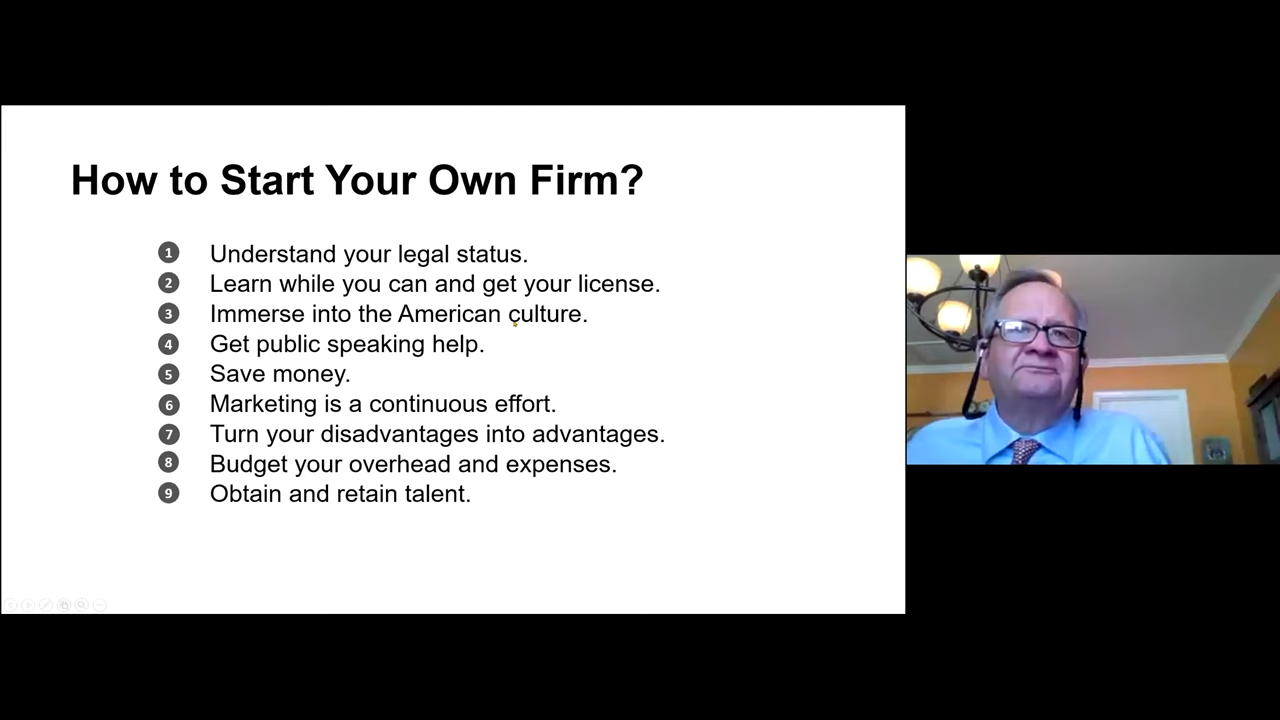 How to Start Your Own Firm?
1 Understand your legal status.
2 Learn while you can and get your license.
3 Immerse into the American culture.
4 Get public speaking help.
5 Save money.
6 Marketing is a continuous effort.
7 Turn your disadvantages into advantages.
8 Budget your overhead and expenses.
9 Obtain and retain talent.